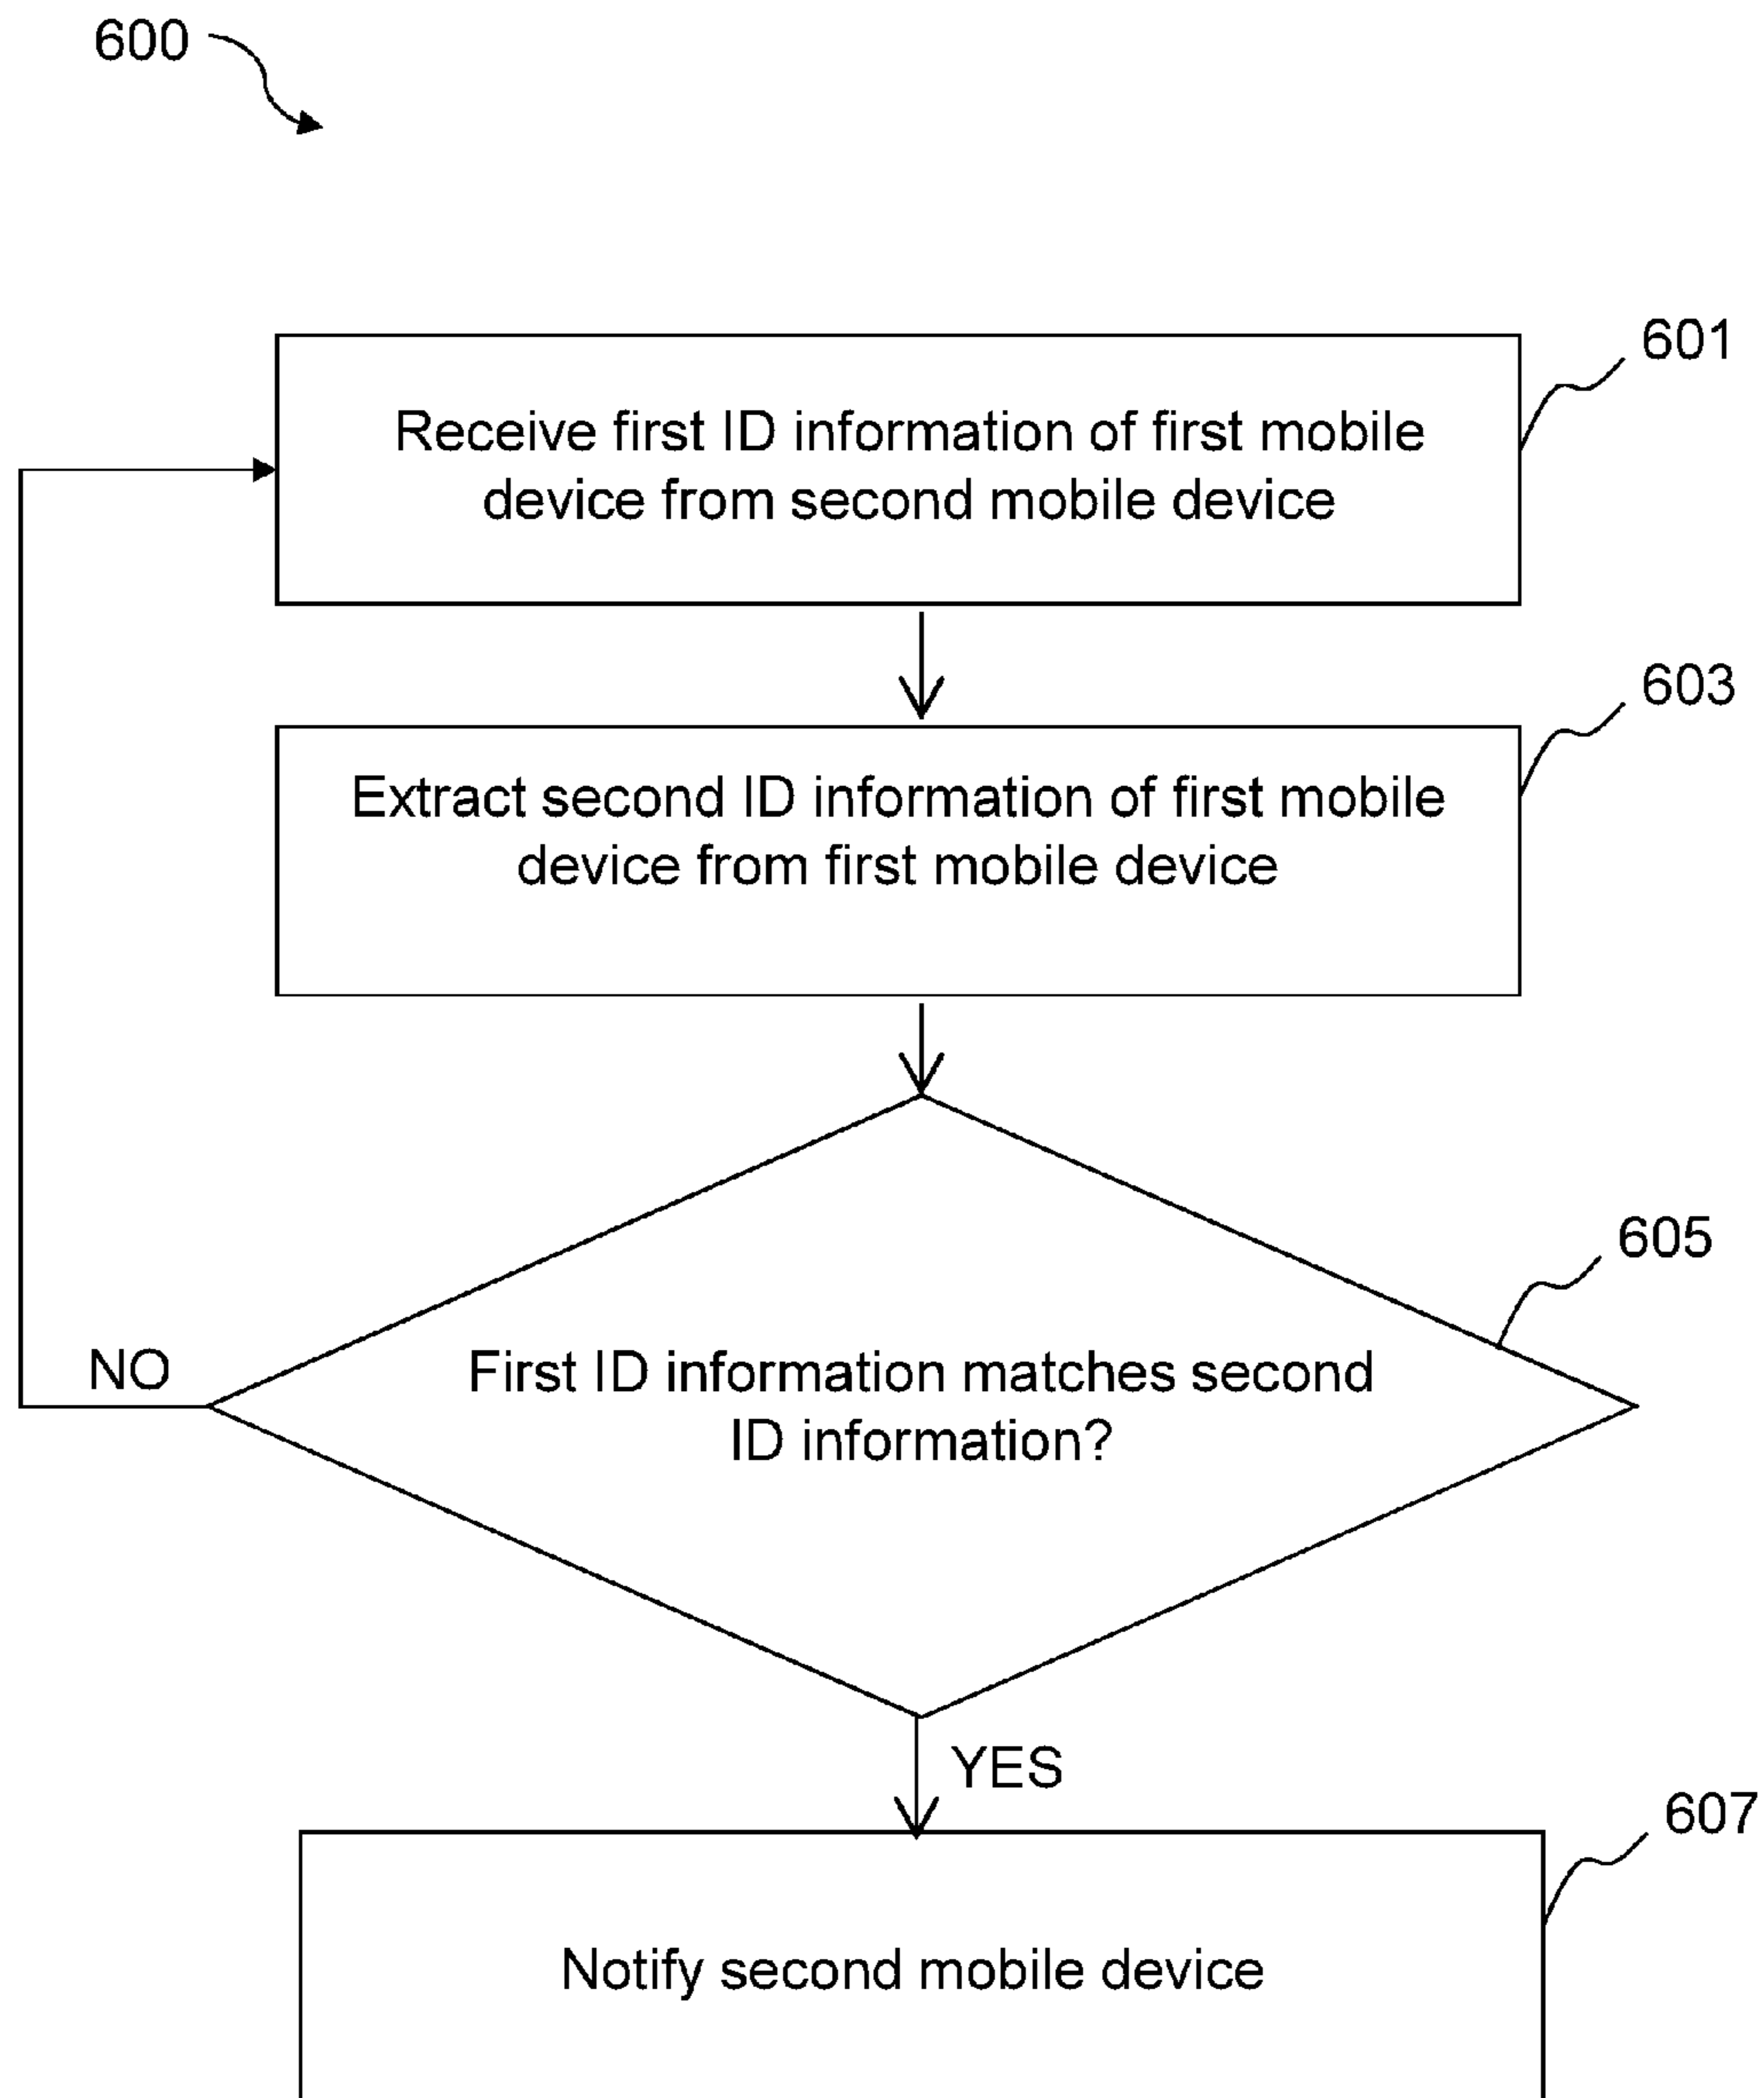 600
601
Receive first ID information of first mobile
device from second mobile device
603
Extract second ID information of first mobile
device from first mobile device
605
First ID information matches second
ID information?
NO
YES
607
Notify second mobile device